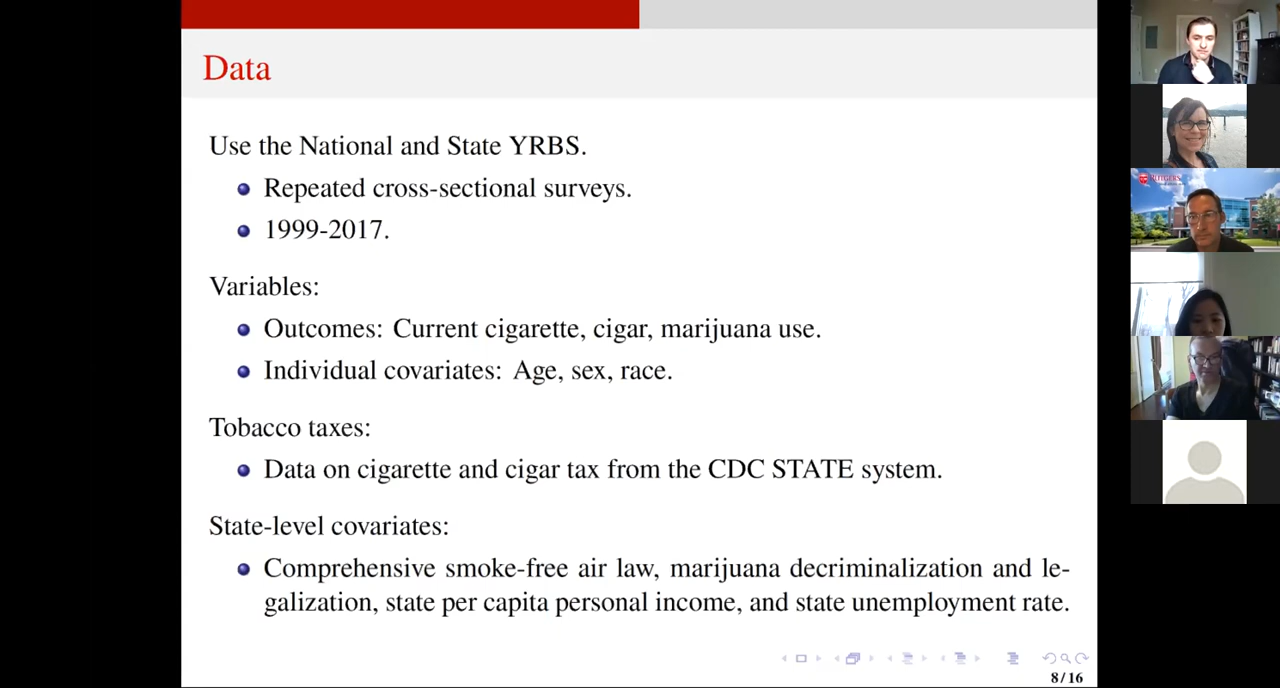 Data
Use the National and State YRBS.
Repeated cross-sectional surveys.
1999-2017.
Variables:
Outcomes: Current cigarette, cigar, marijuana use.
Individual covariates: Age, sex, race.
Tobacco taxes:
Data on cigarette and cigar tax from the CDC STATE system.
State-level covariates:
Comprehensive smoke-free air law, marijuana decriminalization and le-
galization, state per capita personal income, and state unemployment rate.
8/16
RUTGERS